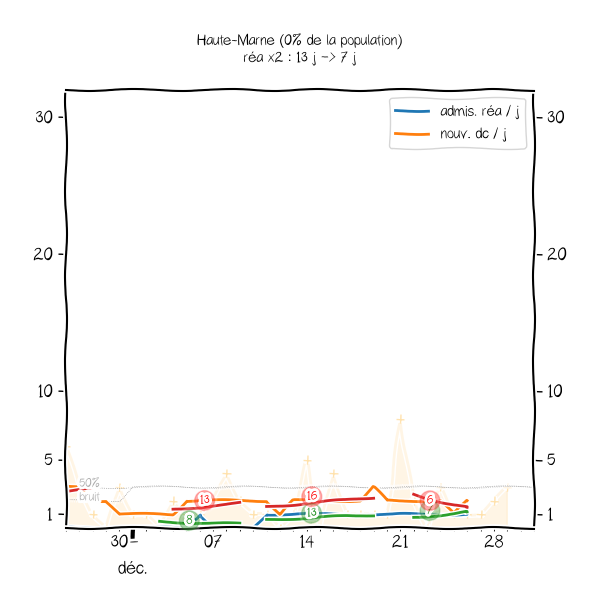 Haute-Marne (0% de la population)
réa x2 : 13 j -> 7 j
admis. réa / j
nouv. dc / j
30 30
20 20
10 10
5 5
1 1
50%
bruit
8 13 16 13 6 7
30 07 14 21 28
déc.